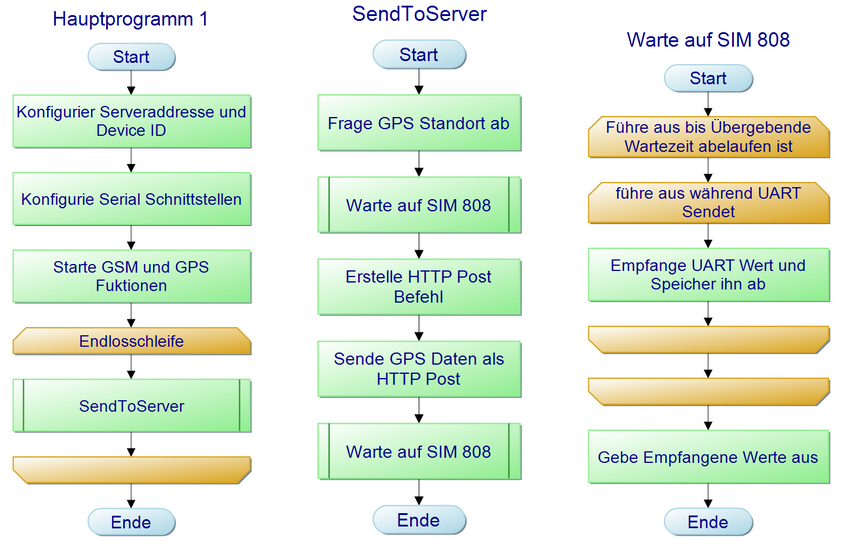 Hauptprogramm 1
Start
Konfigurier Serveraddresse und
Device ID
Konfigurie Serial Schnittstellen
Starte GSM und GPS
Fuktionen
Endlosschleife
SendToServer
Ende
SendToServer
Start
Frage GPS Standort ab
Warte auf SIM 808
Erstelle HTTP Post
Befehl
Sende GPS Daten als
HTTP Post
Warte auf SIM 808
Ende
Warte auf SIM 808
Start
Führe aus bis Übergebende
Wartezeit abelaufen ist
führe aus während UART
Sendet
Empfange UART Wert und
Speicher ihn ab
Gebe Empfangene Werte aus
Ende